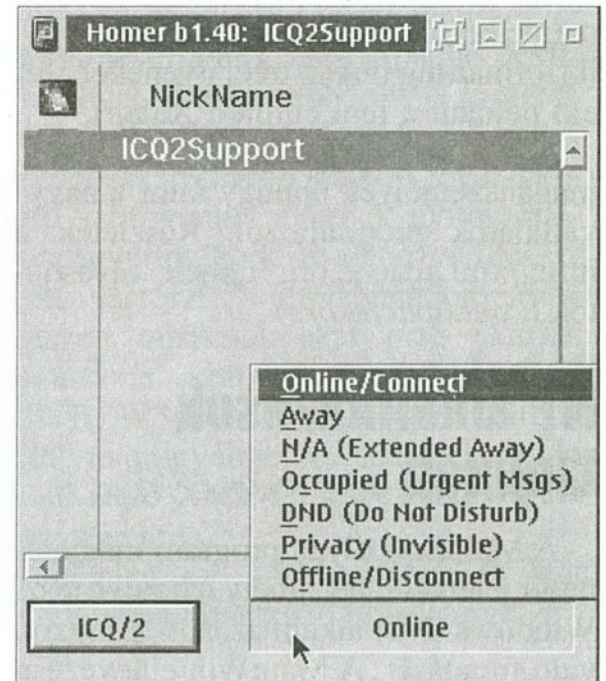 Homer b1.40: ICQ2Support
NickName
ICQ2Support
Online/Connect
Away
N/A (Extended Away)
Occupied (Urgent Msgs)
DND (Do Not Disturb)
Privacy (Invisible)
Offline/Disconnect
ICQ/2
Online